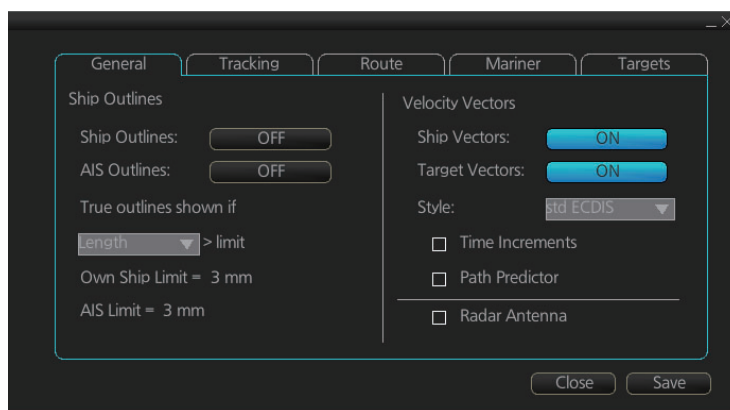 General
Tracking
Route
Mariner
Targets
Ship Outlines
Ship Outlines: OFF
AIS Outlines: OFF
True outlines shown if
Length > limit
Own Ship Limit = 3 mm
AIS Limit = 3 mm
Velocity Vectors
Ship Vectors: ON
Target Vectors: ON
Style: std ECDIS
Time Increments
Path Predictor
Radar Antenna
Close
Save